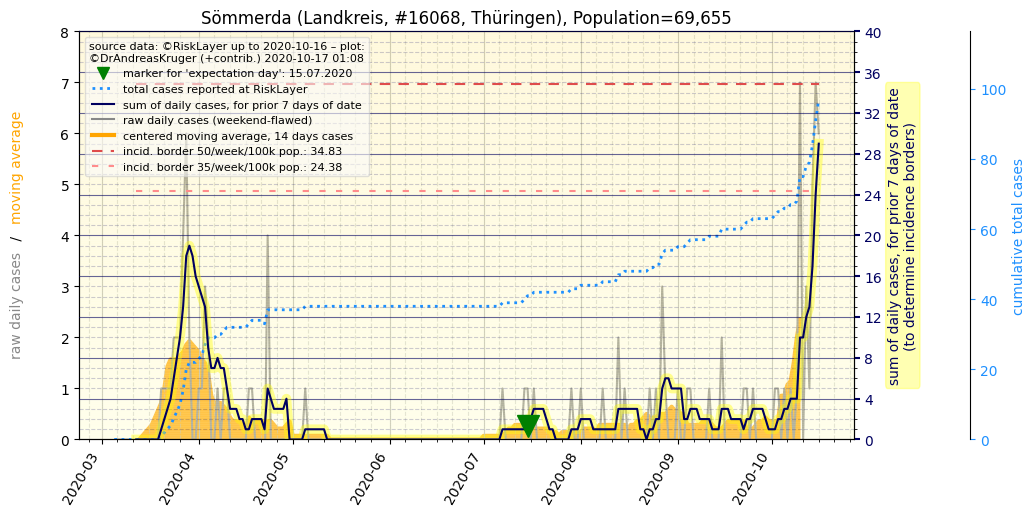 Sömmerda (Landkreis, #16068, Thüringen), Population=69,655
source data: ©RiskLayer up to 2020-10-16 – plot:
©DrAndreasKruger (+contrib.) 2020-10-17 01:08
marker for 'expectation day': 15.07.2020
total cases reported at RiskLayer
sum of daily cases, for prior 7 days of date
raw daily cases (weekend-flawed)
centered moving average, 14 days cases
incid. border 50/week/100k pop.: 34.83
incid. border 35/week/100k pop.: 24.38
raw daily cases / moving average
8
7
6
5
4
3
2
1
0
2020-03
2020-04
2020-05
2020-06
2020-07
2020-08
2020-09
2020-10
40
36
32
28
24
20
16
12
8
4
0
sum of daily cases, for prior 7 days of date
(to determine incidence borders)
100
80
60
40
20
0
cumulative total cases